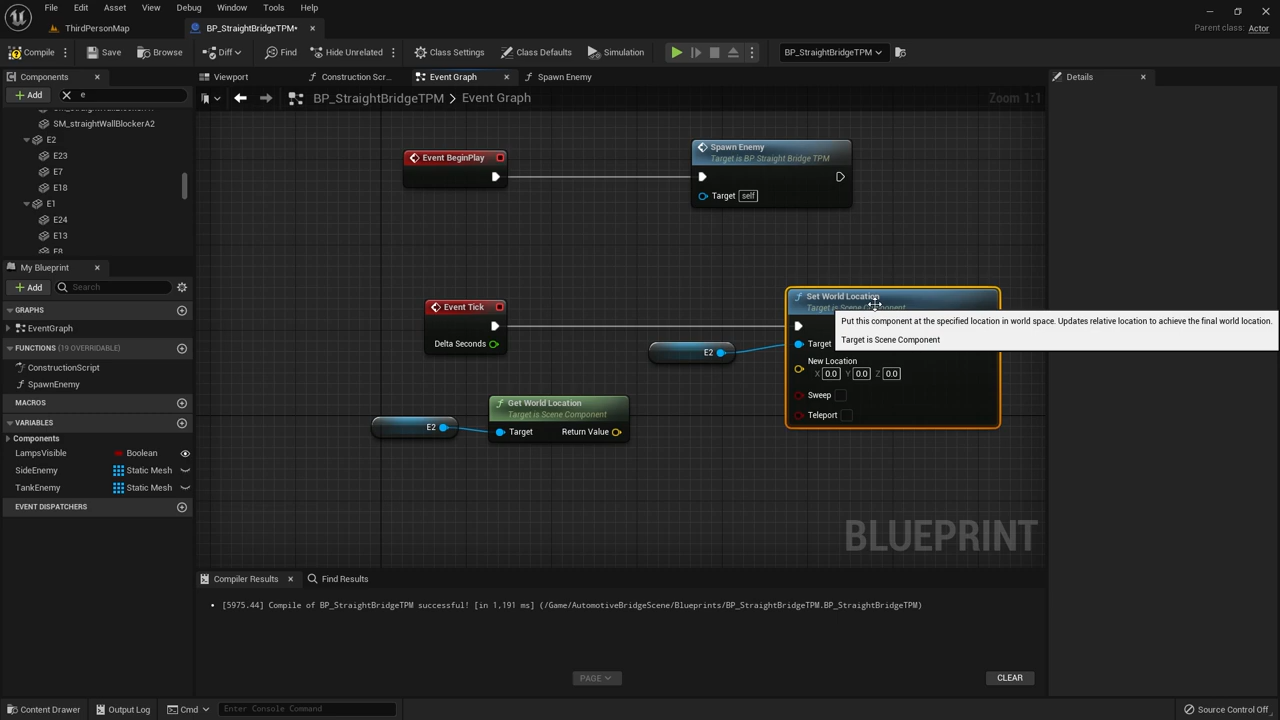 File
Edit
Asset
View
Debug
Window
Tools
Help
ThirdPersonMap
BP_StraightBridgeTPM*
Parent class: Actor
Compile
Save
Browse
Diff
Find
Hide Unrelated
Class Settings
Class Defaults
Simulation
BP_StraightBridgeTPM
Components
Viewport
Construction Scr...
Event Graph
Spawn Enemy
Details
Add
e
BP_StraightBridgeTPM > Event Graph
Zoom 1:1
SM_straightWallBlockerA2
E2
E23
E7
E18
E1
E24
E13
E8
My Blueprint
Add
Search
GRAPHS
EventGraph
FUNCTIONS (19 OVERRIDABLE)
ConstructionScript
SpawnEnemy
MACROS
VARIABLES
Components
LampsVisible
Boolean
SideEnemy
Static Mesh
TankEnemy
Static Mesh
EVENT DISPATCHERS
Event BeginPlay
Spawn Enemy
Target is BP Straight Bridge TPM
Target self
Event Tick
Delta Seconds
E2
Set World Location
Target is Scene Component
Put this component at the specified location in world space. Updates relative location to achieve the final world location.
Target is Scene Component
Target
New Location
X 0.0 Y 0.0 Z 0.0
Sweep
Teleport
E2
Get World Location
Target is Scene Component
Target
Return Value
BLUEPRINT
Compiler Results
Find Results
[5975.44] Compile of BP_StraightBridgeTPM successful! [in 1,191 ms] (/Game/AutomotiveBridgeScene/Blueprints/BP_StraightBridgeTPM.BP_StraightBridgeTPM)
PAGE
CLEAR
Content Drawer
Output Log
Cmd
Enter Console Command
Source Control Off